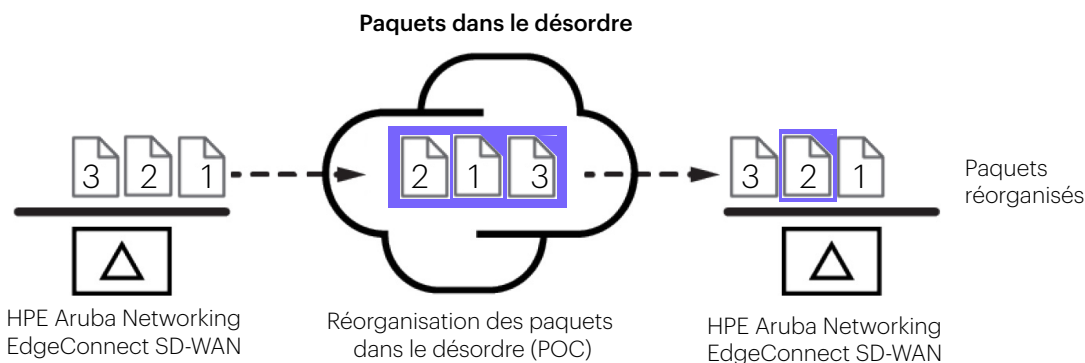 Paquets dans le désordre
3 2 1
2 1 3
3 2 1
Paquets
réorganisés
HPE Aruba Networking
EdgeConnect SD-WAN
Réorganisation des paquets
dans le désordre (POC)
HPE Aruba Networking
EdgeConnect SD-WAN